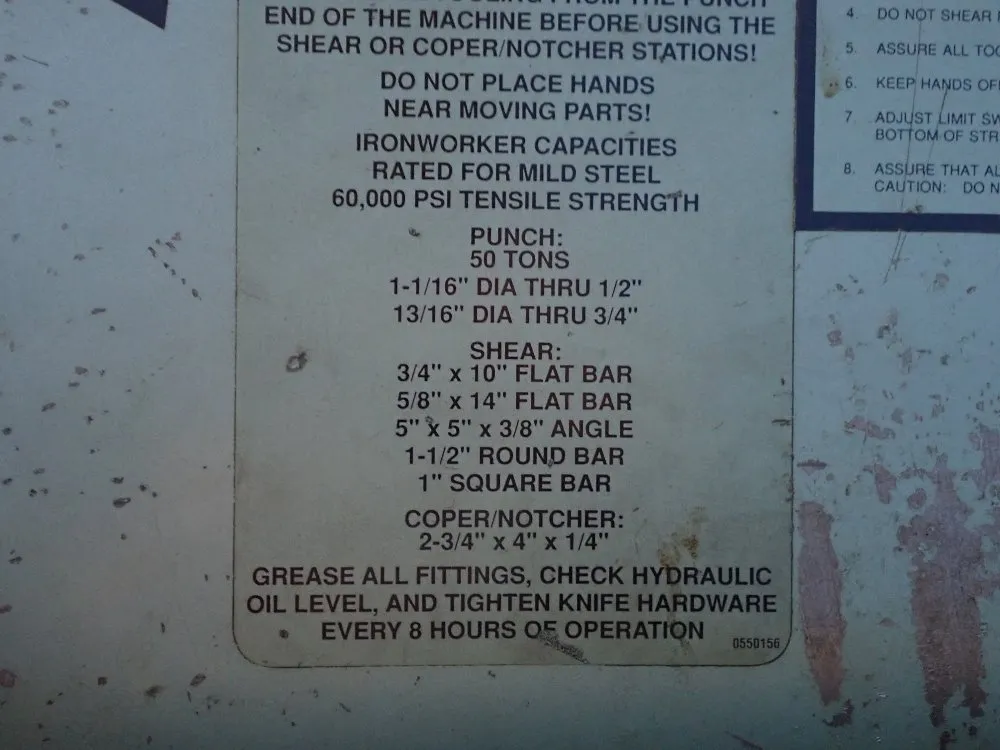 TOOLING FROM THE PUNCH
END OF THE MACHINE BEFORE USING THE
SHEAR OR COPER/NOTCHER STATIONS!
DO NOT PLACE HANDS
NEAR MOVING PARTS!
IRONWORKER CAPACITIES
RATED FOR MILD STEEL
60,000 PSI TENSILE STRENGTH
PUNCH:
50 TONS
1-1/16" DIA THRU 1/2"
13/16" DIA THRU 3/4"
SHEAR:
3/4" x 10" FLAT BAR
5/8" x 14" FLAT BAR
5" x 5" x 3/8" ANGLE
1-1/2" ROUND BAR
1" SQUARE BAR
COPER/NOTCHER:
2-3/4" x 4" x 1/4"
GREASE ALL FITTINGS, CHECK HYDRAULIC
OIL LEVEL, AND TIGHTEN KNIFE HARDWARE
EVERY 8 HOURS OF OPERATION
0550156
4. DO NOT SHEAR
5. ASSURE ALL
6. KEEP HANDS
7. ADJUST LIMIT
BOTTOM OF
8. ASSURE THAT
CAUTION: DO